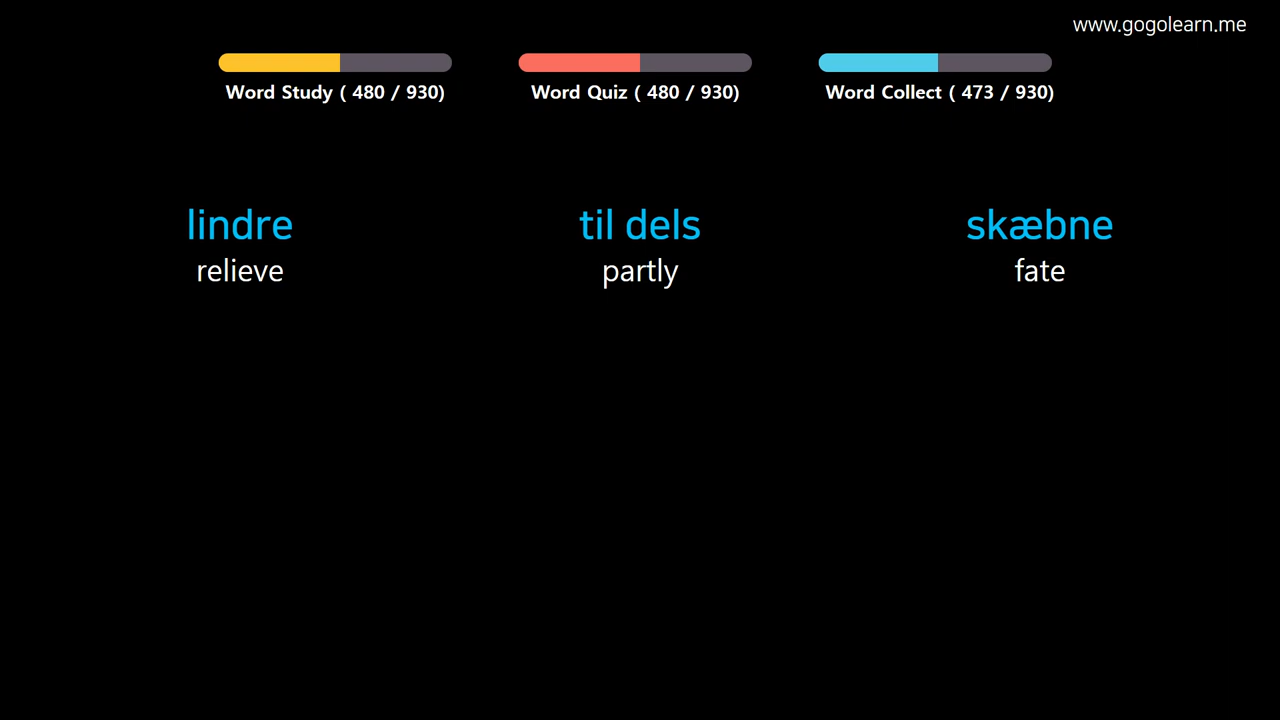 www.gogolearn.me
Word Study ( 480 / 930)
Word Quiz ( 480 / 930)
Word Collect ( 473 / 930)
lindre
relieve
til dels
partly
skæbne
fate